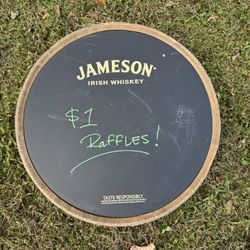 JAMESON
IRISH WHISKEY
$1
RAFFLES!
TASTE RESPONSIBLY.